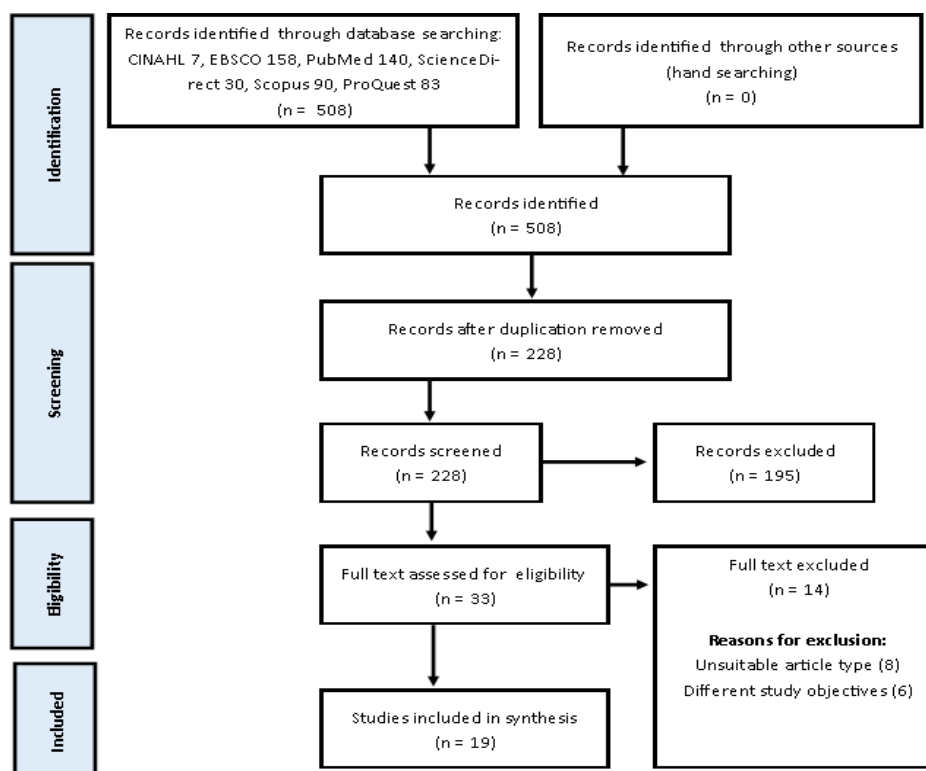 Identification
Records identified through database searching:
CINAHL 7, EBSCO 158, PubMed 140, ScienceDi-
rect 30, Scopus 90, ProQuest 83
(n = 508)
Records identified through other sources
(hand searching)
(n = 0)
Records identified
(n = 508)
Screening
Records after duplication removed
(n = 228)
Records screened
(n = 228)
Records excluded
(n = 195)
Eligibility
Full text assessed for eligibility
(n = 33)
Full text excluded
(n = 14)
Reasons for exclusion:
Unsuitable article type (8)
Different study objectives (6)
Included
Studies included in synthesis
(n = 19)